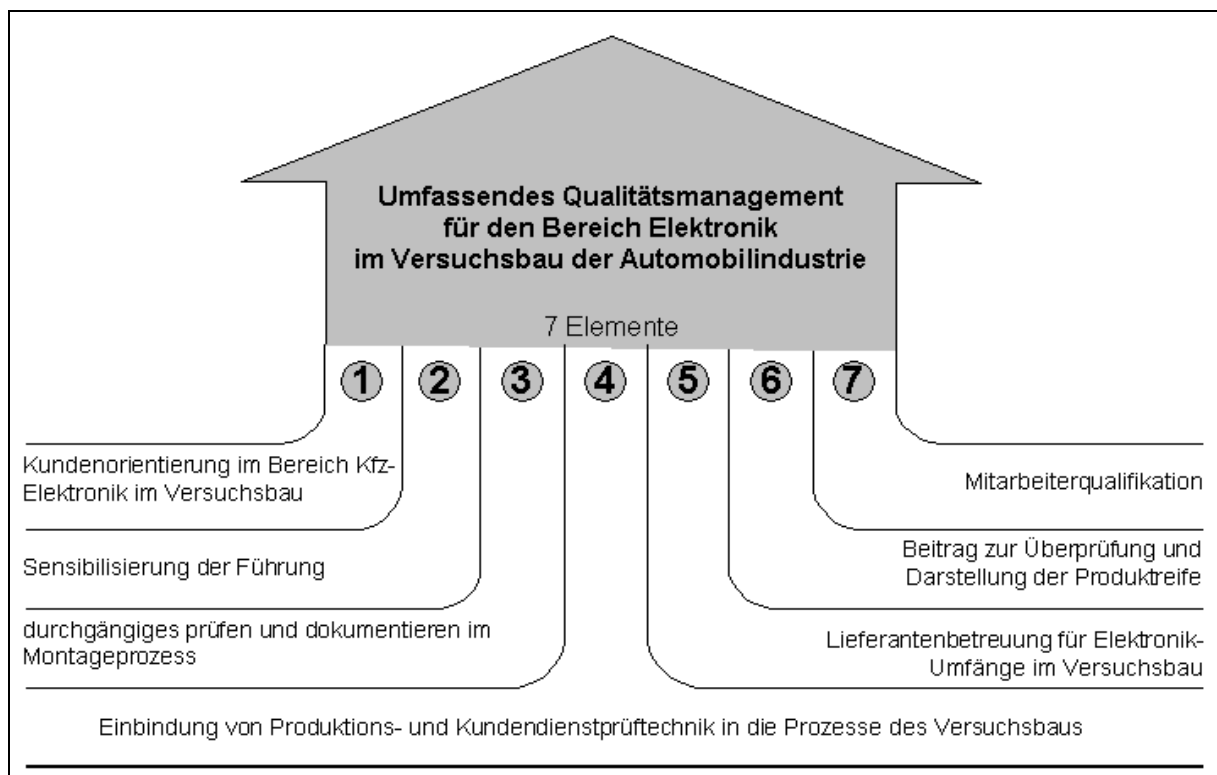 Umfassendes Qualitätsmanagement
für den Bereich Elektronik
im Versuchsbau der Automobilindustrie
7 Elemente
1 2 3 4 5 6 7
Kundenorientierung im Bereich Kfz-
Elektronik im Versuchsbau
Sensibilisierung der Führung
durchgängiges prüfen und dokumentieren im
Montageprozess
Einbindung von Produktions- und Kundendienstprüftechnik in die Prozesse des Versuchsbaus
Lieferantenbetreuung für Elektronik-
Umfänge im Versuchsbau
Beitrag zur Überprüfung und
Darstellung der Produktreife
Mitarbeiterqualifikation